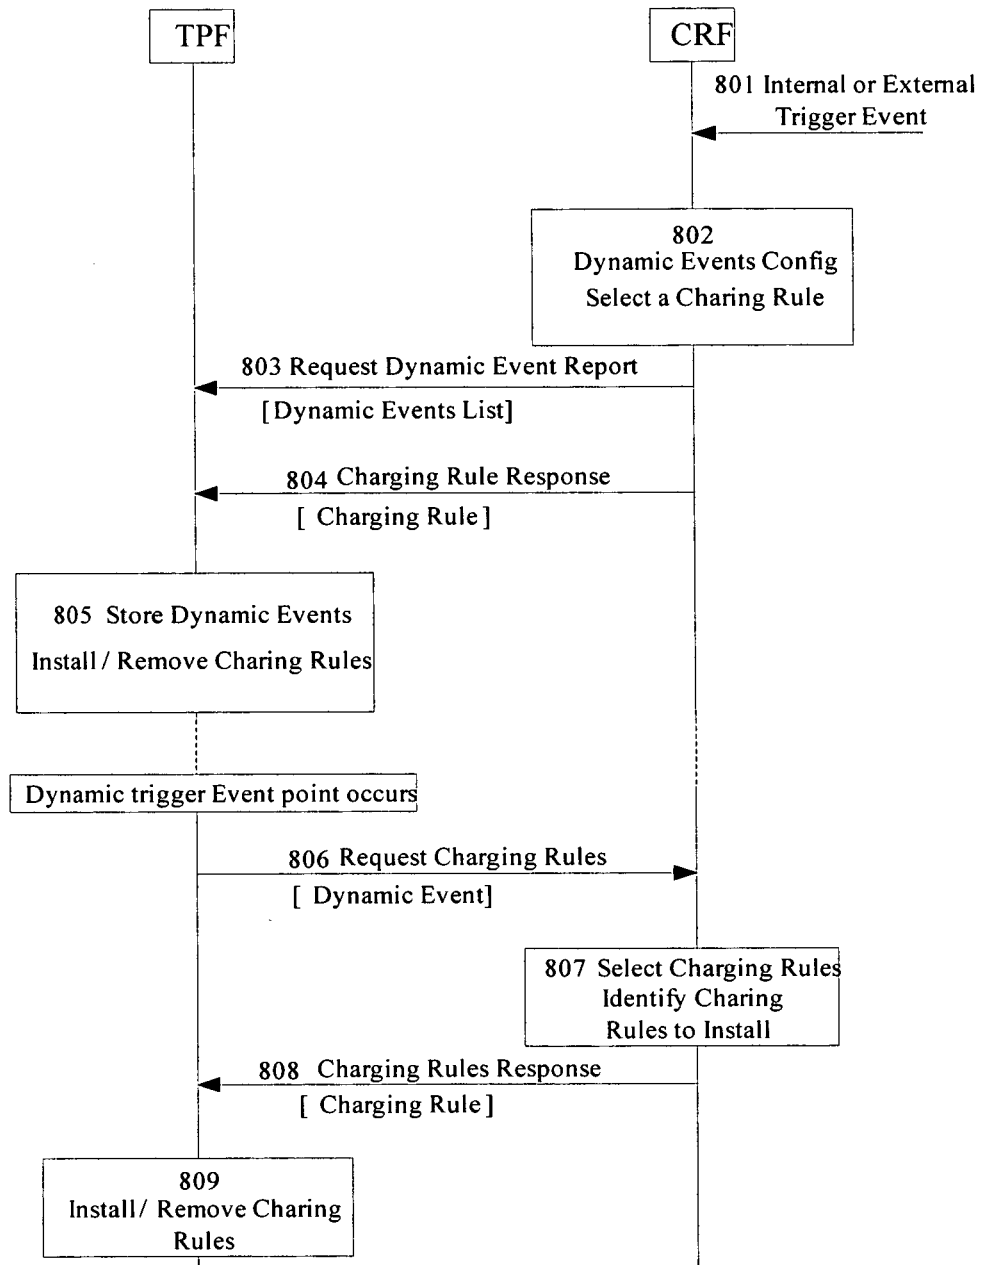 TPF
CRF
801 Internal or External
Trigger Event
802
Dynamic Events Config
Select a Charing Rule
803 Request Dynamic Event Report
[Dynamic Events List]
804 Charging Rule Response
[ Charging Rule]
805 Store Dynamic Events
Install / Remove Charing Rules
Dynamic trigger Event point occurs
806 Request Charging Rules
[ Dynamic Event]
807 Select Charging Rules
Identify Charing
Rules to Install
808 Charging Rules Response
[ Charging Rule]
809
Install / Remove Charing
Rules